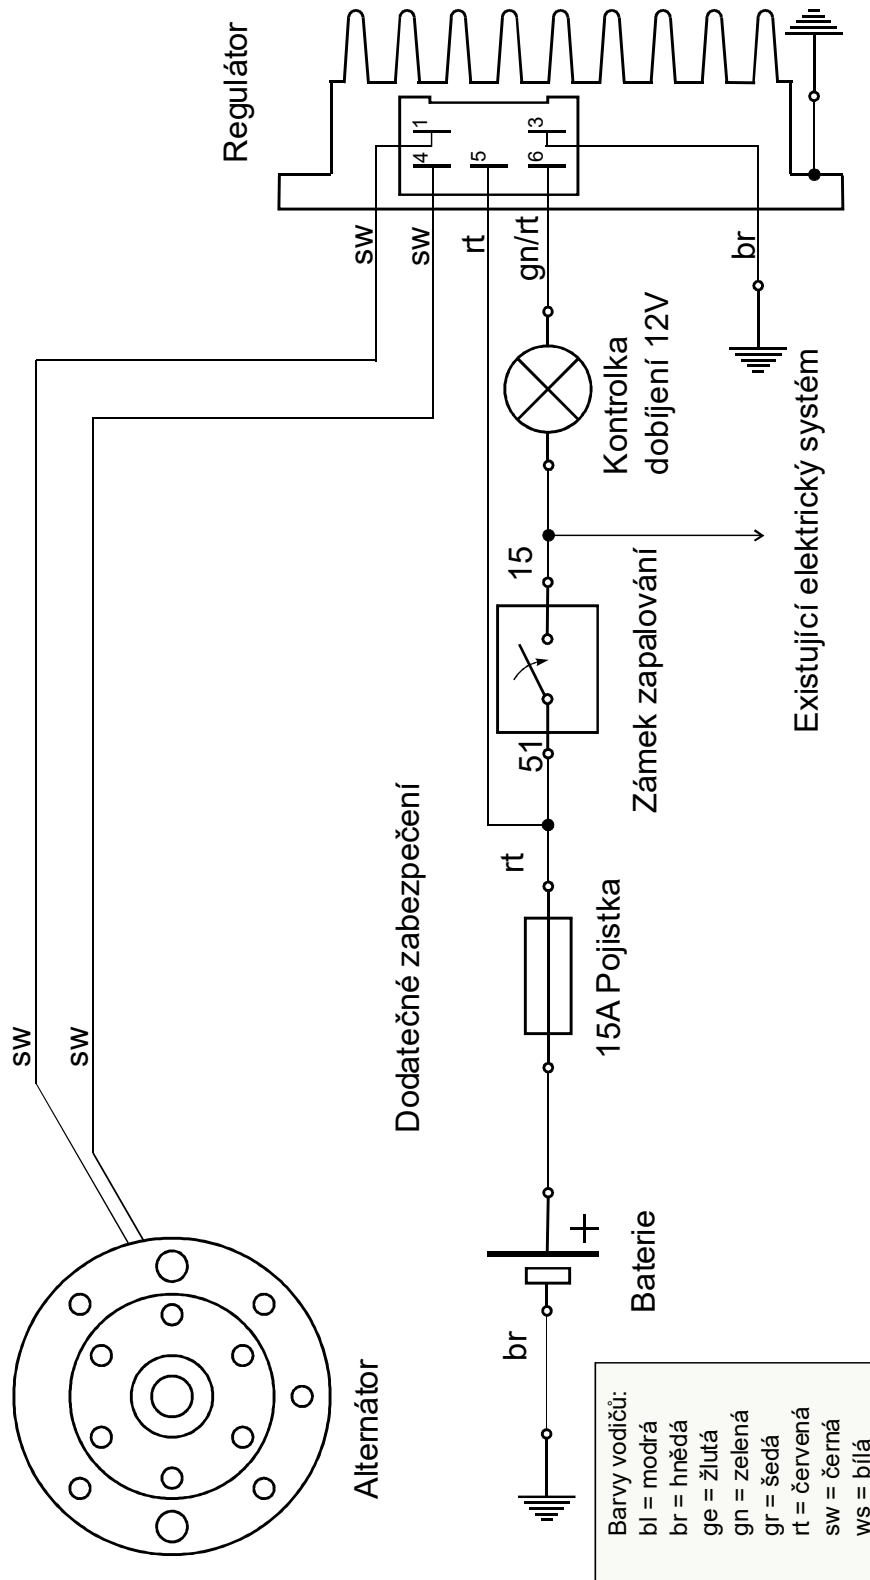 Regulátor
1
4
5
3
6
sw
sw
rt
gn/rt
br
Kontrolka
dobíjení 12V
Existující elektrický systém
15
Zámek zapalování
51
Dodatečné zabezpečení
rt
15A Pojistka
sw
sw
Baterie
+
br
Alternátor
Barvy vodičů:
bl = modrá
br = hnědá
ge = žlutá
gn = zelená
gr = šedá
rt = červená
sw = černá
ws = bílá